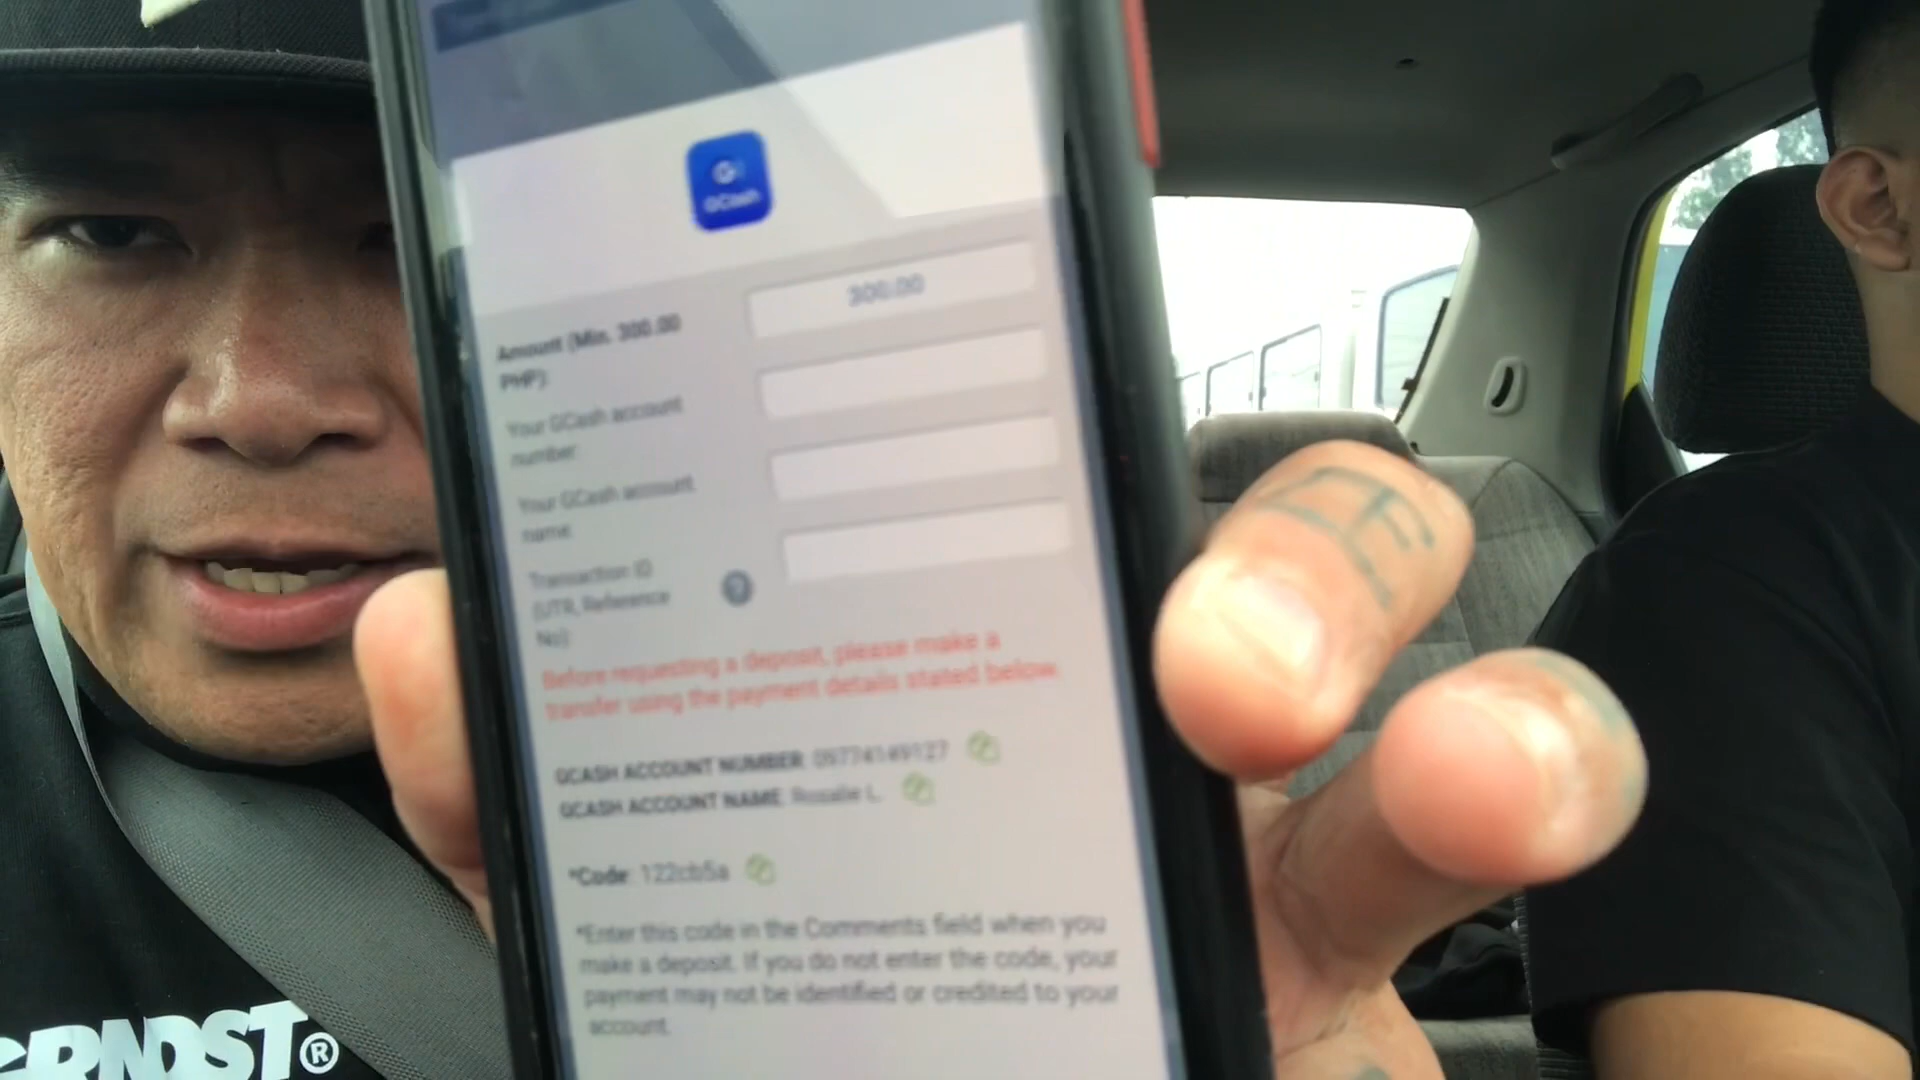 GCash
300.00
Amount (Min. 300.00
PHP):
Your GCash account
number:
Your GCash account
name:
Transaction ID
(UTR, Reference
No):
?
Before requesting a deposit, please make a
transfer using the payment details stated below.
GCASH ACCOUNT NUMBER: 09774149127
GCASH ACCOUNT NAME: Rosalie L.
*Code: 122cb5a
*Enter this code in the Comments field when you
make a deposit. If you do not enter the code, your
payment may not be identified or credited to your
account.
GRNDST®